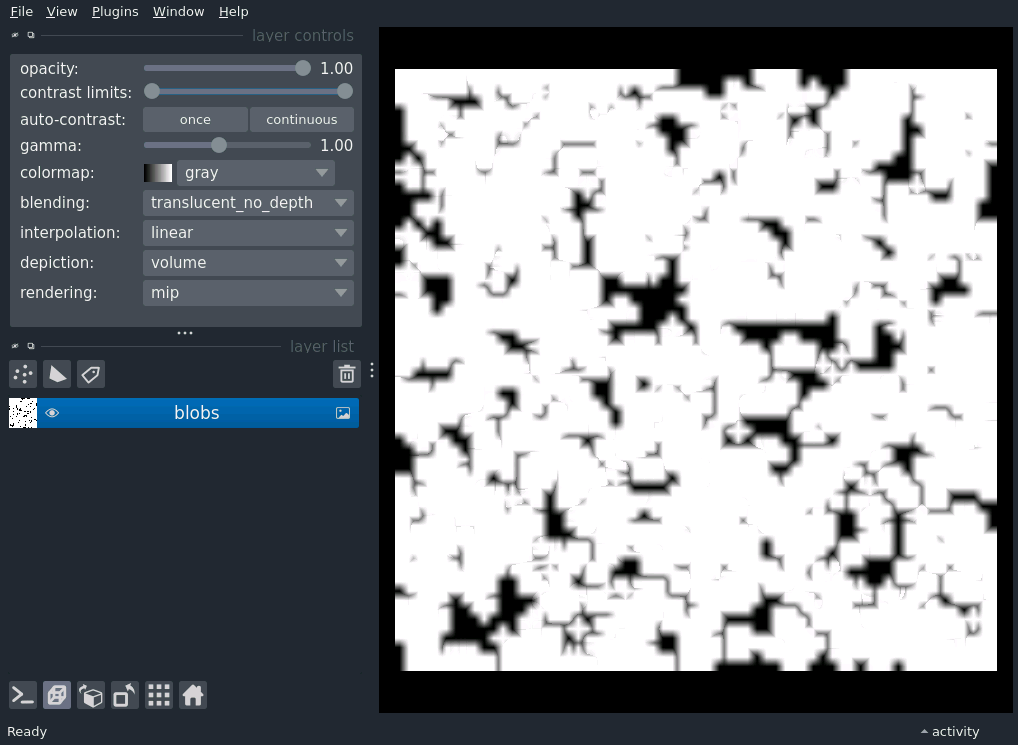 File View Plugins Window Help
layer controls
opacity: 1.00
contrast limits:
auto-contrast: once continuous
gamma: 1.00
colormap: gray
blending: translucent_no_depth
interpolation: linear
depiction: volume
rendering: mip
layer list
blobs
Ready activity